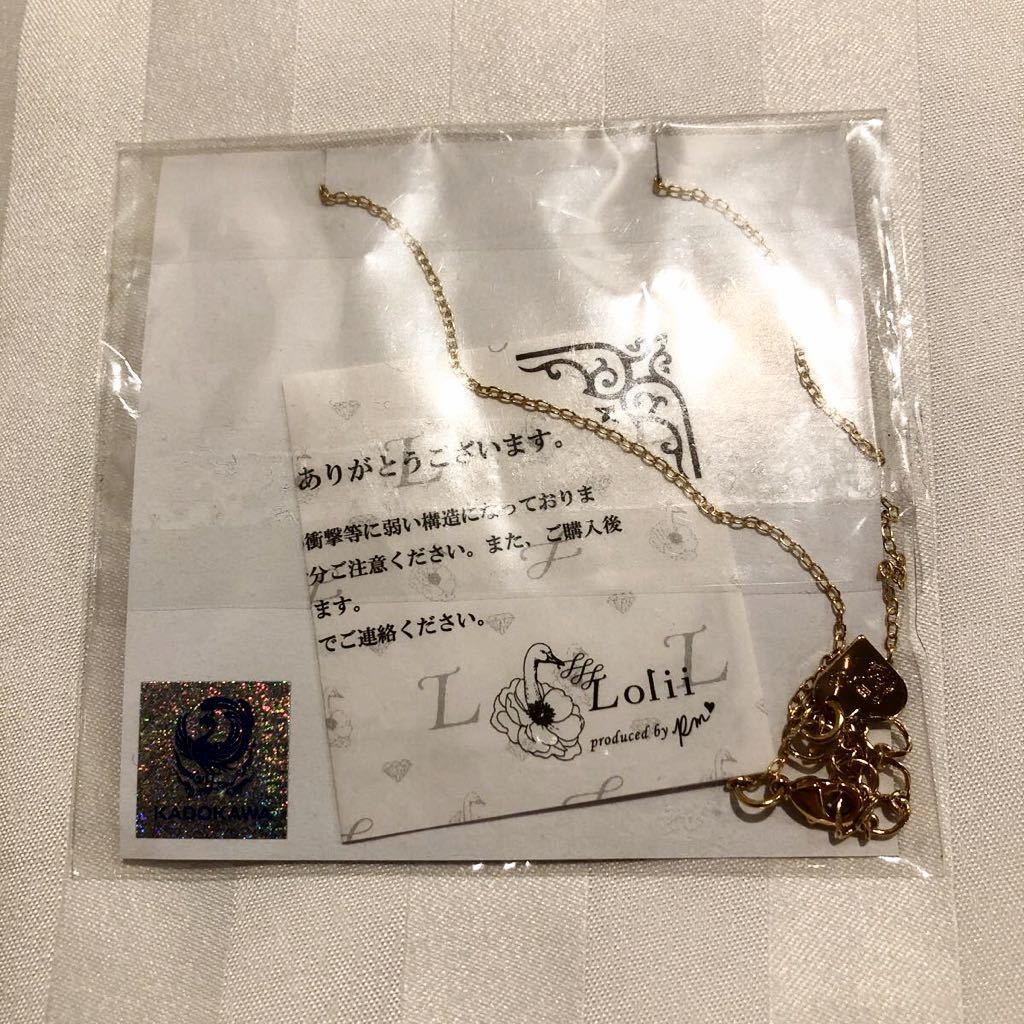 ありがとうございます。
衝撃等に弱い構造になっておりま
分ご注意ください。また、ご購入後
ます。
でご連絡ください。
L
L
L
Lolii
produced by Rm
KADOKAWA